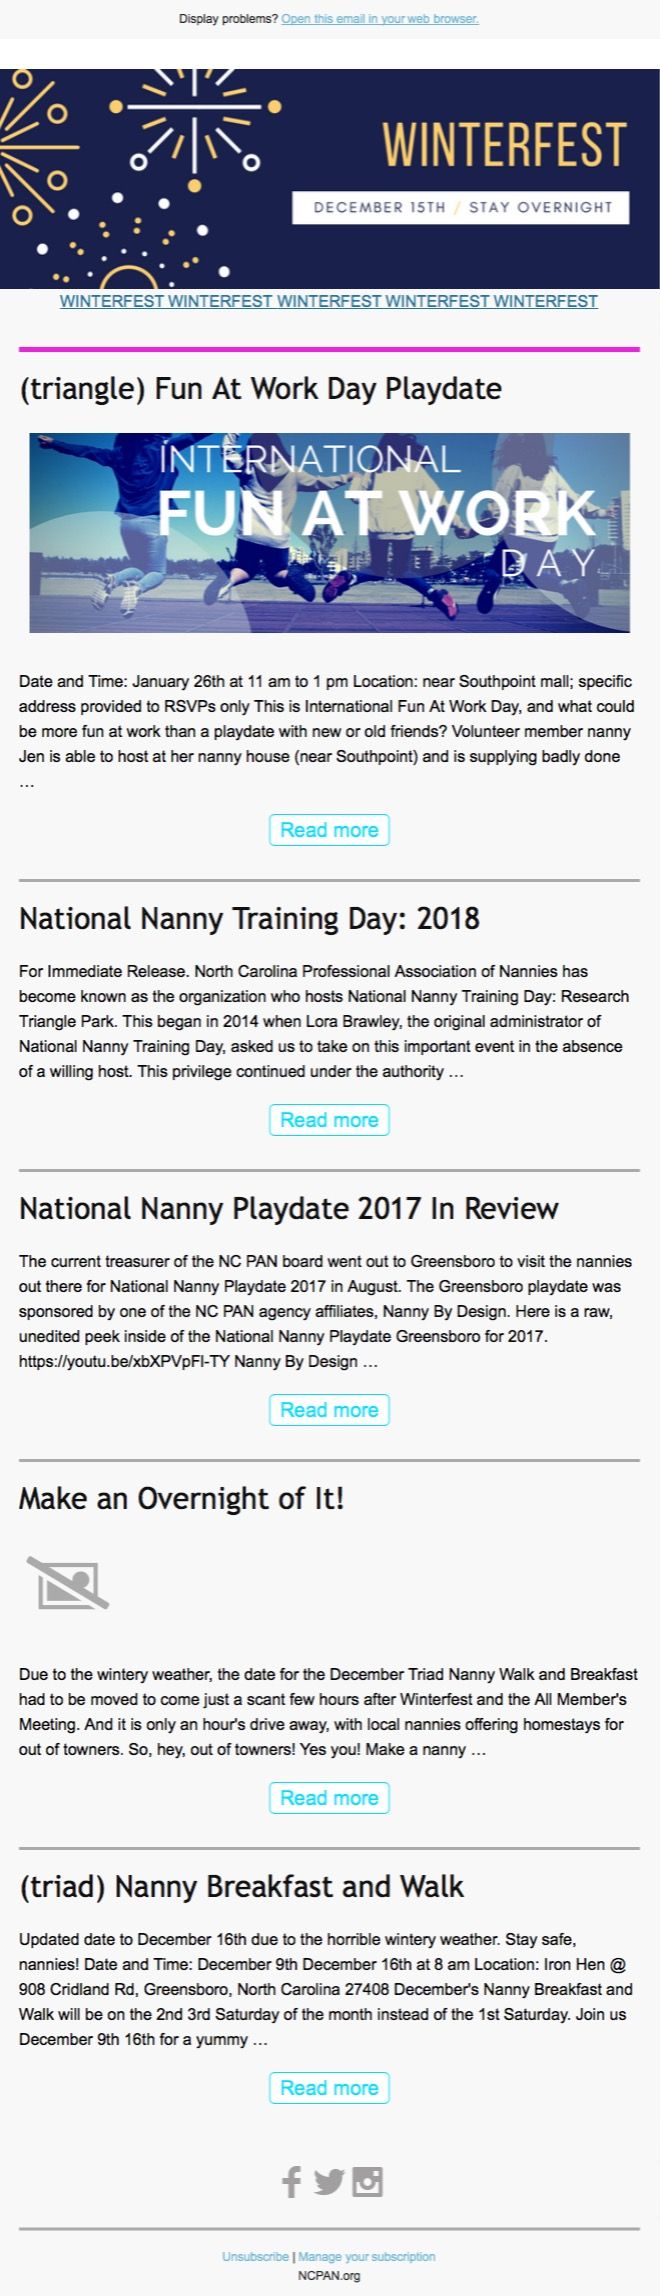 Display problems? Open this email in your web browser.
WINTERFEST
DECEMBER 15TH / STAY OVERNIGHT
WINTERFEST WINTERFEST WINTERFEST WINTERFEST WINTERFEST
(triangle) Fun At Work Day Playdate
INTERNATIONAL
FUN AT WORK
DAY
Date and Time: January 26th at 11 am to 1 pm Location: near Southpoint mall; specific
address provided to RSVPs only This is International Fun At Work Day, and what could
be more fun at work than a playdate with new or old friends? Volunteer member nanny
Jen is able to host at her nanny house (near Southpoint) and is supplying badly done
…
Read more
National Nanny Training Day: 2018
For Immediate Release. North Carolina Professional Association of Nannies has
become known as the organization who hosts National Nanny Training Day: Research
Triangle Park. This began in 2014 when Lora Brawley, the original administrator of
National Nanny Training Day, asked us to take on this important event in the absence
of a willing host. This privilege continued under the authority …
Read more
National Nanny Playdate 2017 In Review
The current treasurer of the NC PAN board went out to Greensboro to visit the nannies
out there for National Nanny Playdate 2017 in August. The Greensboro playdate was
sponsored by one of the NC PAN agency affiliates, Nanny By Design. Here is a raw,
unedited peek inside of the National Nanny Playdate Greensboro for 2017.
https://youtu.be/xbXPVpFl-TY Nanny By Design …
Read more
Make an Overnight of It!
Due to the wintery weather, the date for the December Triad Nanny Walk and Breakfast
had to be moved to come just a scant few hours after Winterfest and the All Member's
Meeting. And it is only an hour's drive away, with local nannies offering homestays for
out of towners. So, hey, out of towners! Yes you! Make a nanny …
Read more
(triad) Nanny Breakfast and Walk
Updated date to December 16th due to the horrible wintery weather. Stay safe,
nannies! Date and Time: December 9th December 16th at 8 am Location: Iron Hen @
908 Cridland Rd, Greensboro, North Carolina 27408 December's Nanny Breakfast and
Walk will be on the 2nd 3rd Saturday of the month instead of the 1st Saturday. Join us
December 9th 16th for a yummy …
Read more
Unsubscribe | Manage your subscription
NCPAN.org